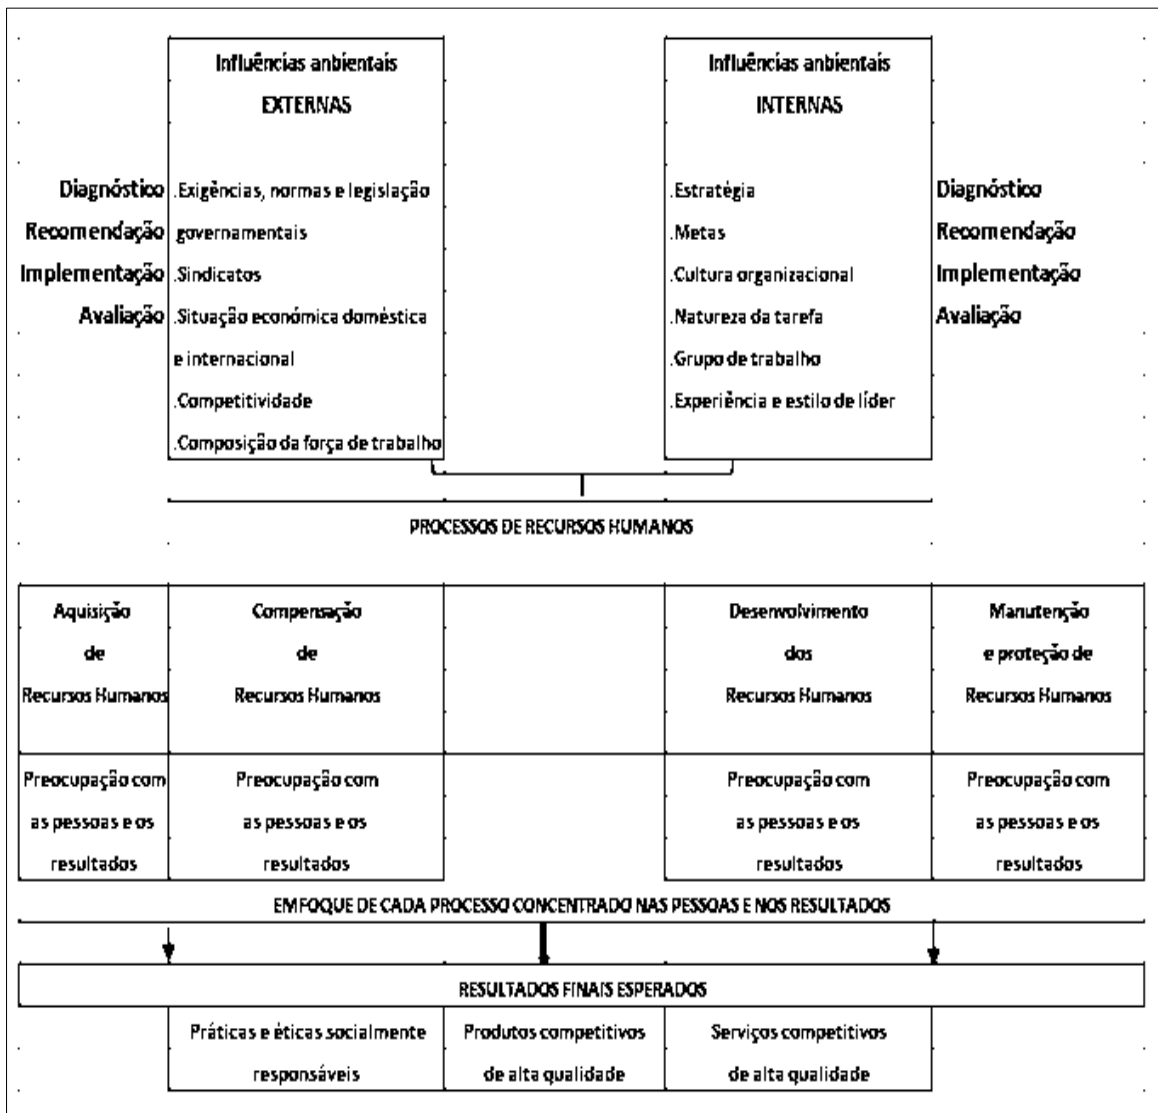 Influências anbientais
EXTERNAS
Influências anbientais
INTERNAS
Diagnóstico
Recomendação
Implementação
Avaliação
.Exigências, normas e legislação
governamentais
.Sindicatos
.Situação económica doméstica
e internacional
.Competitividade
.Composição da força de trabalho
.Estratégia
.Metas
.Cultura organizacional
.Natureza da tarefa
.Grupo de trabalho
.Experiência e estilo de líder
Diagnóstico
Recomendação
Implementação
Avaliação
PROCESSOS DE RECURSOS HUMANOS
Aquisição
de
Recursos Humanos
Compensação
de
Recursos Humanos
Desenvolvimento
dos
Recursos Humanos
Manutenção
e proteção de
Recursos Humanos
Preocupação com
as pessoas e os
resultados
Preocupação com
as pessoas e os
resultados
Preocupação com
as pessoas e os
resultados
Preocupação com
as pessoas e os
resultados
EMFOQUE DE CADA PROCESSO CONCENTRADO NAS PESSOAS E NOS RESULTADOS
RESULTADOS FINAIS ESPERADOS
Práticas e éticas socialmente
responsáveis
Produtos competitivos
de alta qualidade
Serviços competitivos
de alta qualidade